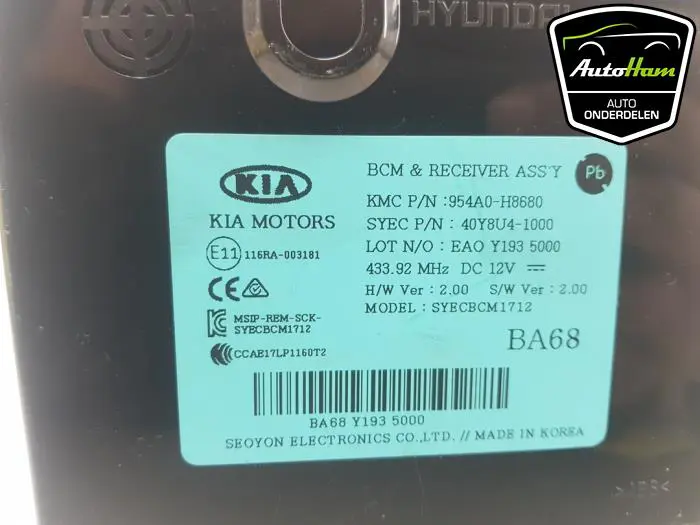 HYUNDAI
AutoHam
AUTO
ONDERDELEN
KIA
KIA MOTORS
BCM & RECEIVER ASS'Y
Pb
KMC P/N :954A0-H8680
SYEC P/N : 40Y8U4-1000
LOT N/O : EAO Y193 5000
E11 116RA-003181
433.92 MHz DC 12V
H/W Ver : 2.00 S/W Ver : 2.00
MODEL : SYECBCM1712
CE
MSIP-REM-SCK-
SYECBCM1712
CCAE17LP1160T2
BA68
BA68 Y193 5000
SEOYON ELECTRONICS CO.,LTD. // MADE IN KOREA